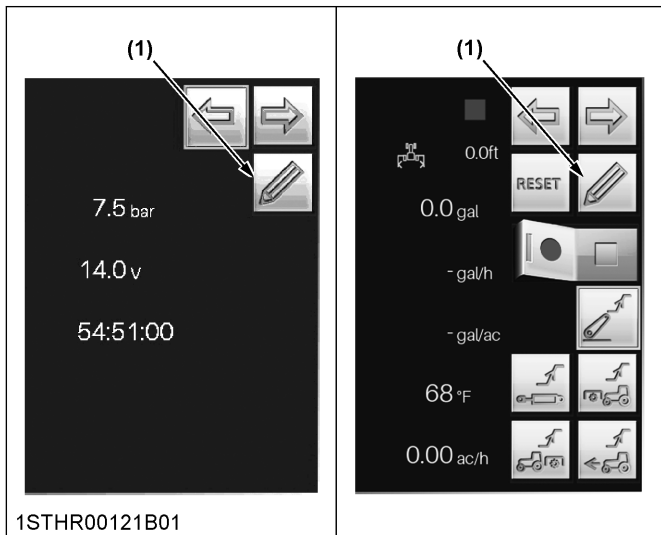 (1)
7.5 bar
14.0 v
54:51:00
1STHR00121B01
(1)
0.0ft
RESET
0.0 gal
- gal/h
- gal/ac
68 °F
0.00 ac/h